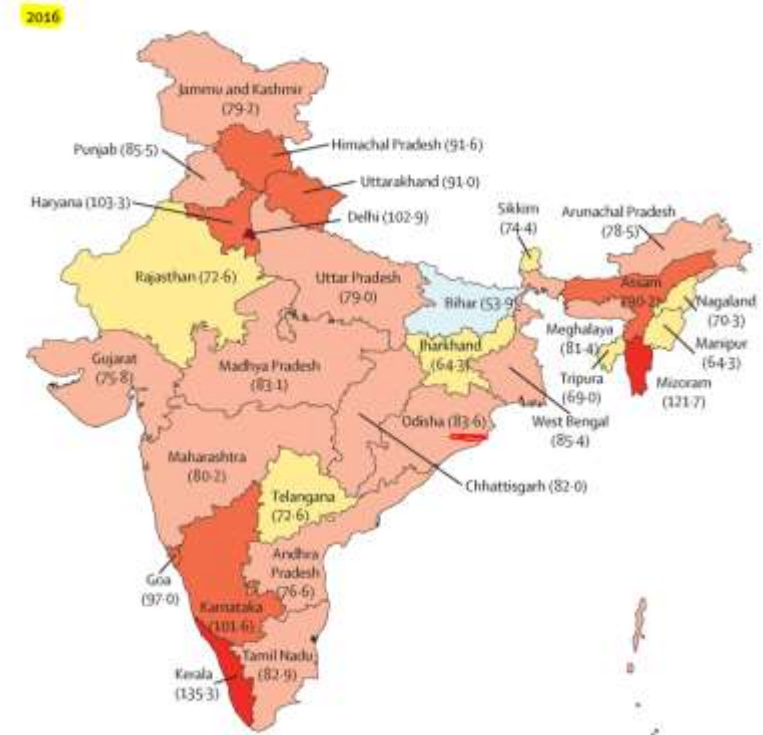 2016
Jammu and Kashmir
(79·2)
Punjab (85·5)
Himachal Pradesh (91·6)
Uttarakhand (91·0)
Haryana (103·3)
Delhi (102·9)
Sikkim
(74·4)
Arunachal Pradesh
(78·5)
Rajasthan (72·6)
Uttar Pradesh
(79·0)
Bihar (53·9)
Assam
(90·2)
Nagaland
(70·3)
Meghalaya
(81·4)
Manipur
(64·3)
Jharkhand
(64·3)
Gujarat
(75·8)
Madhya Pradesh
(83·1)
Tripura
(69·0)
Mizoram
(121·7)
Odisha (83·6)
West Bengal
(85·4)
Maharashtra
(80·2)
Chhattisgarh (82·0)
Telangana
(72·6)
Andhra
Pradesh
(76·6)
Goa
(97·0)
Karnataka
(101·6)
Tamil Nadu
(82·9)
Kerala
(135·3)